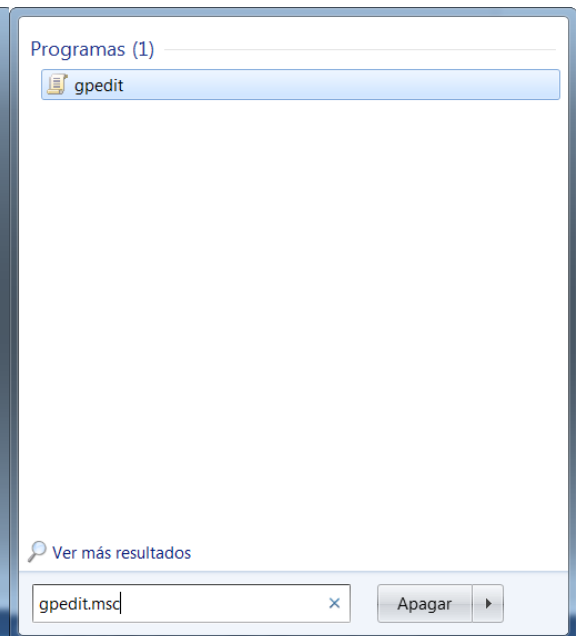 Programas (1)
gpedit
Ver más resultados
gpedit.msc
Apagar